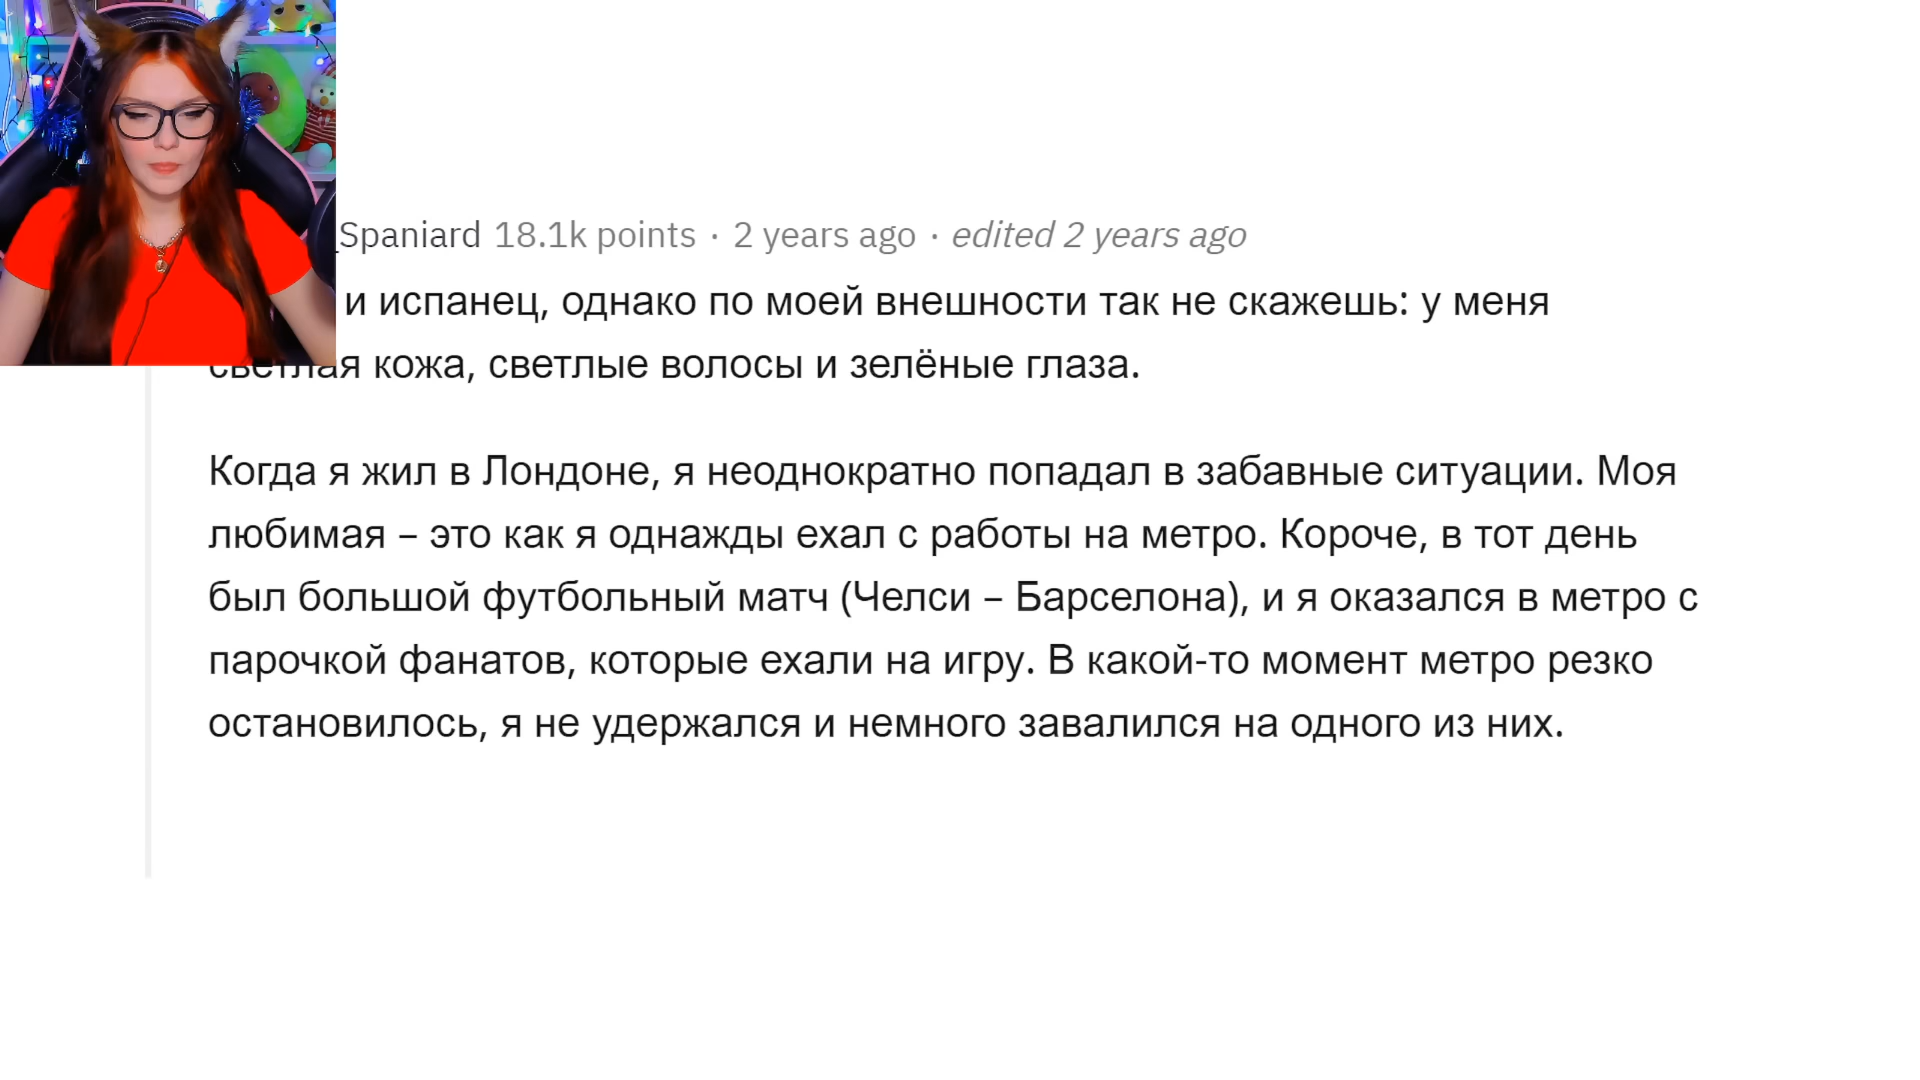 _Spaniard 18.1k points · 2 years ago · edited 2 years ago
и испанец, однако по моей внешности так не скажешь: у меня
светлая кожа, светлые волосы и зелёные глаза.
Когда я жил в Лондоне, я неоднократно попадал в забавные ситуации. Моя
любимая – это как я однажды ехал с работы на метро. Короче, в тот день
был большой футбольный матч (Челси – Барселона), и я оказался в метро с
парочкой фанатов, которые ехали на игру. В какой-то момент метро резко
остановилось, я не удержался и немного завалился на одного из них.